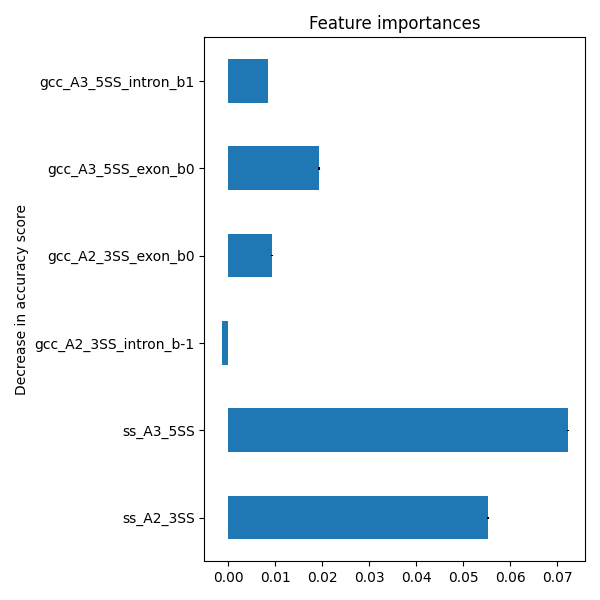 Feature importances
Decrease in accuracy score
gcc_A3_5SS_intron_b1
gcc_A3_5SS_exon_b0
gcc_A2_3SS_exon_b0
gcc_A2_3SS_intron_b-1
ss_A3_5SS
ss_A2_3SS
0.00 0.01 0.02 0.03 0.04 0.05 0.06 0.07